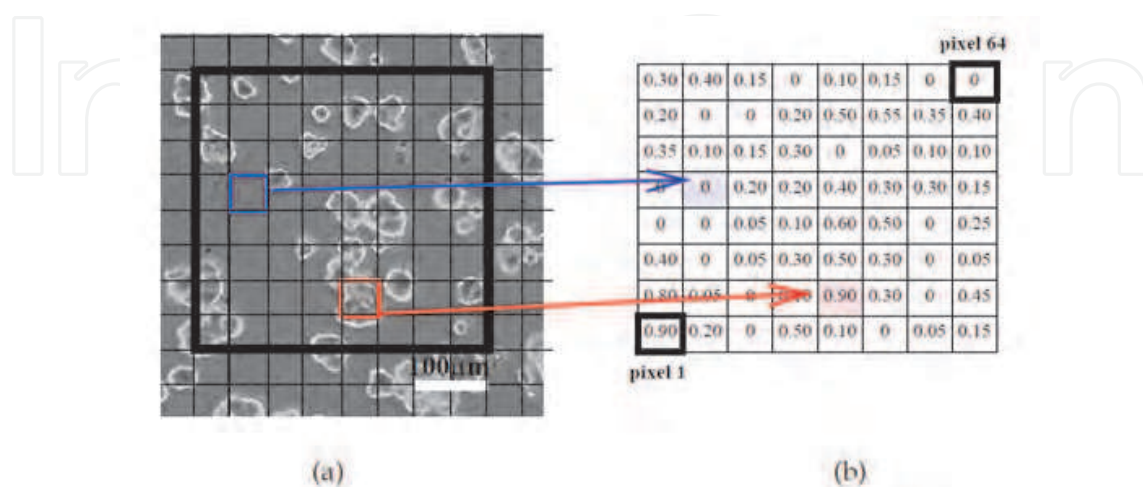 pixel 64
0.30 0.40 0.15 0 0.10 0.15 0 0
0.20 0 0 0.20 0.50 0.55 0.35 0.40
0.35 0.10 0.15 0.30 0 0.05 0.10 0.10
0 0.20 0.20 0.40 0.30 0.30 0.15
0 0 0.05 0.10 0.60 0.50 0 0.25
0.40 0 0.05 0.30 0.50 0.30 0 0.05
0.80 0.05 0 0.90 0.30 0 0.45
0.90 0.20 0 0.50 0.10 0 0.05 0.15
pixel 1
100μm
(a)
(b)